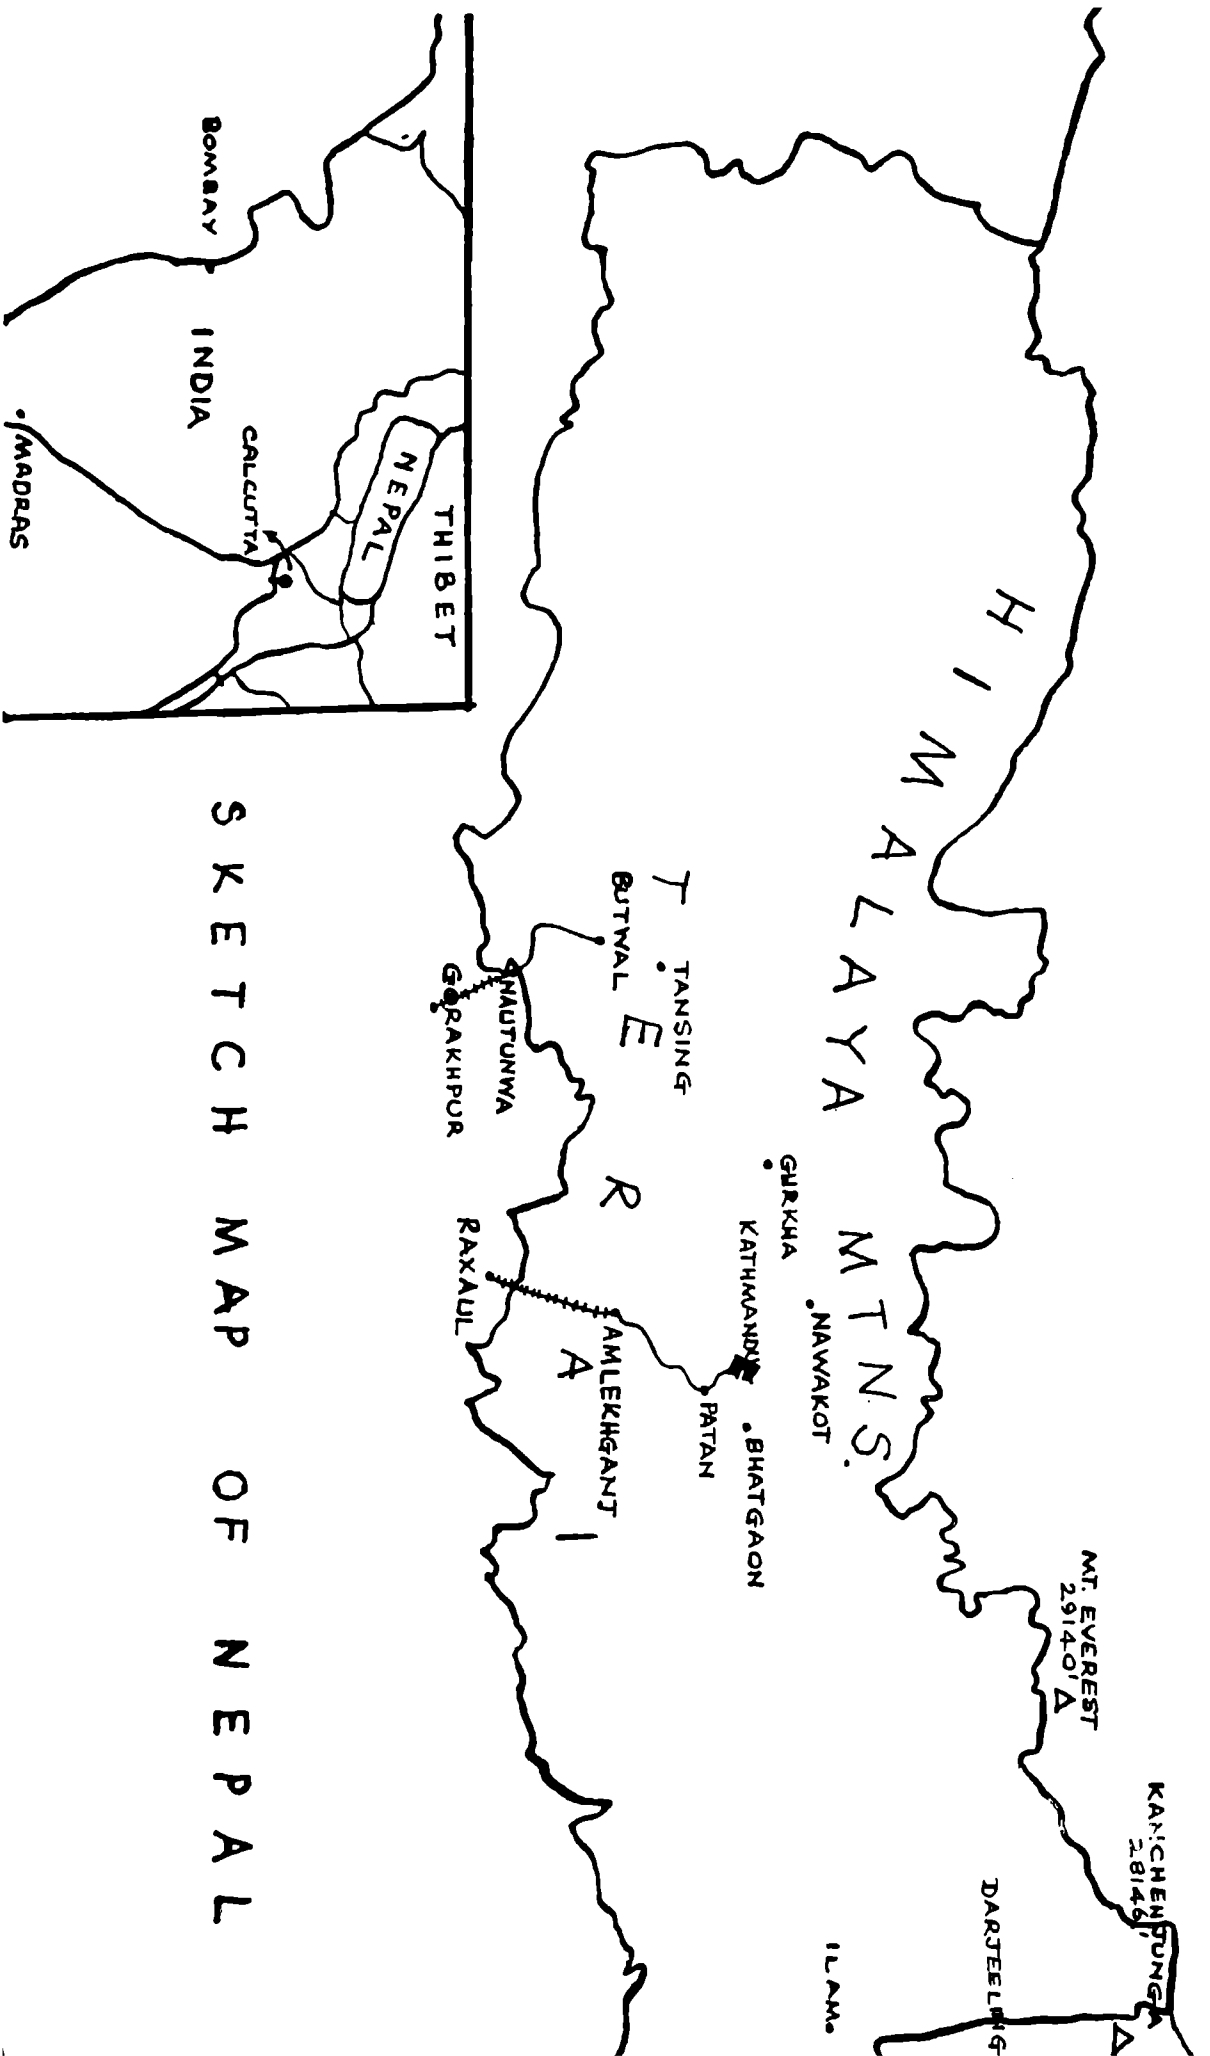 HIMALAYA MTNS.
MT. EVEREST
29140'
KANCHENJUNGA
28146'
DARJEELING
ILAM.
NAWAKOT
GURKHA
KATHMANDU
BHATGAON
PATAN
TANSING
BUTWAL
TERAI
AMLEKHGANJ
NAUTUNWA
GORAKHPUR
RAXAUL
THIBET
NEPAL
CALCUTTA
BOMBAY
INDIA
MADRAS
SKETCH MAP OF NEPAL